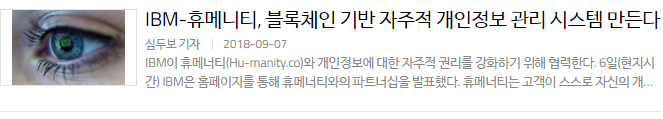 IBM-휴메니티, 블록체인 기반 자주적 개인정보 관리 시스템 만든다
심두보 기자 | 2018-09-07
IBM이 휴메너티(Hu-manity.co)와 개인정보에 대한 자주적 권리를 강화하기 위해 협력한다. 6일(현지시
간) IBM은 홈페이지를 통해 휴메너티와의 파트너십을 발표했다. 휴메너티는 고객이 스스로 자신의 개...